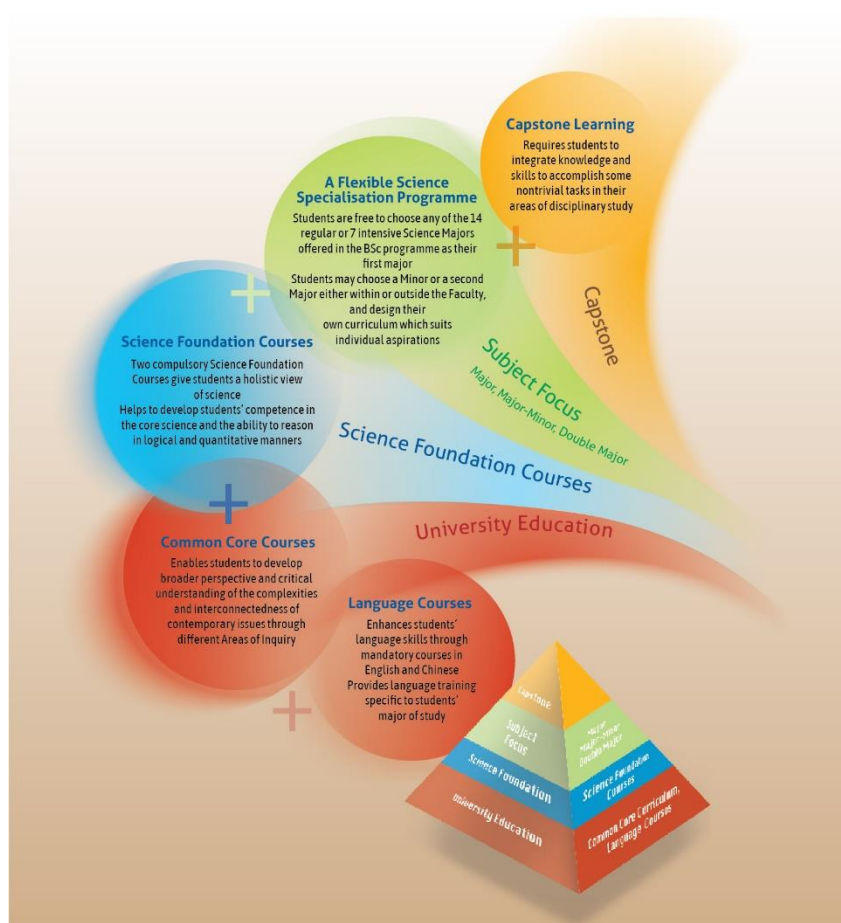 Capstone Learning
Requires students to
integrate knowledge and
skills to accomplish some
nontrivial tasks in their
areas of disciplinary study
A Flexible Science
Specialisation Programme
Students are free to choose any of the 14
regular or 7 intensive Science Majors
offered in the BSc programme as their
first major
Students may choose a Minor or a second
Major either within or outside the Faculty,
and design their
own curriculum which suits
individual aspirations
Science Foundation Courses
Two compulsory Science Foundation
Courses give students a holistic view
of science
Helps to develop students' competence in
the core science and the ability to reason
in logical and quantitative manners
Common Core Courses
Enables students to develop
broader perspective and critical
understanding of the complexities
and interconnectedness of
contemporary issues through
different Areas of Inquiry
Language Courses
Enhances students'
language skills through
mandatory courses in
English and Chinese
Provides language training
specific to students'
major of study
Capstone
Subject Focus
Major, Major-Minor, Double Major
Science Foundation Courses
University Education
Capstone
Subject
Focus
Science Foundation
University Education
Major
Major-Minor
Double Major
Science Foundation
Courses
Common Core Curriculum,
Language Courses